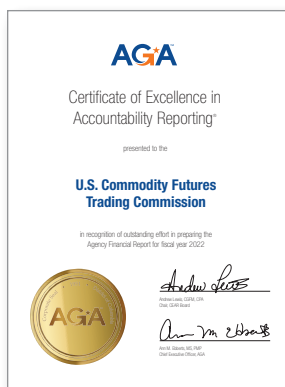 AGA
Certificate of Excellence in
Accountability Reporting®
presented to the
U.S. Commodity Futures
Trading Commission
in recognition of outstanding effort in preparing the
Agency Financial Report for fiscal year 2022
AGA
Andrew Lewis, CGFM, CPA
Chair, CEAR Board
Ann M. Ebberts, MS, PMP
Chief Executive Officer, AGA